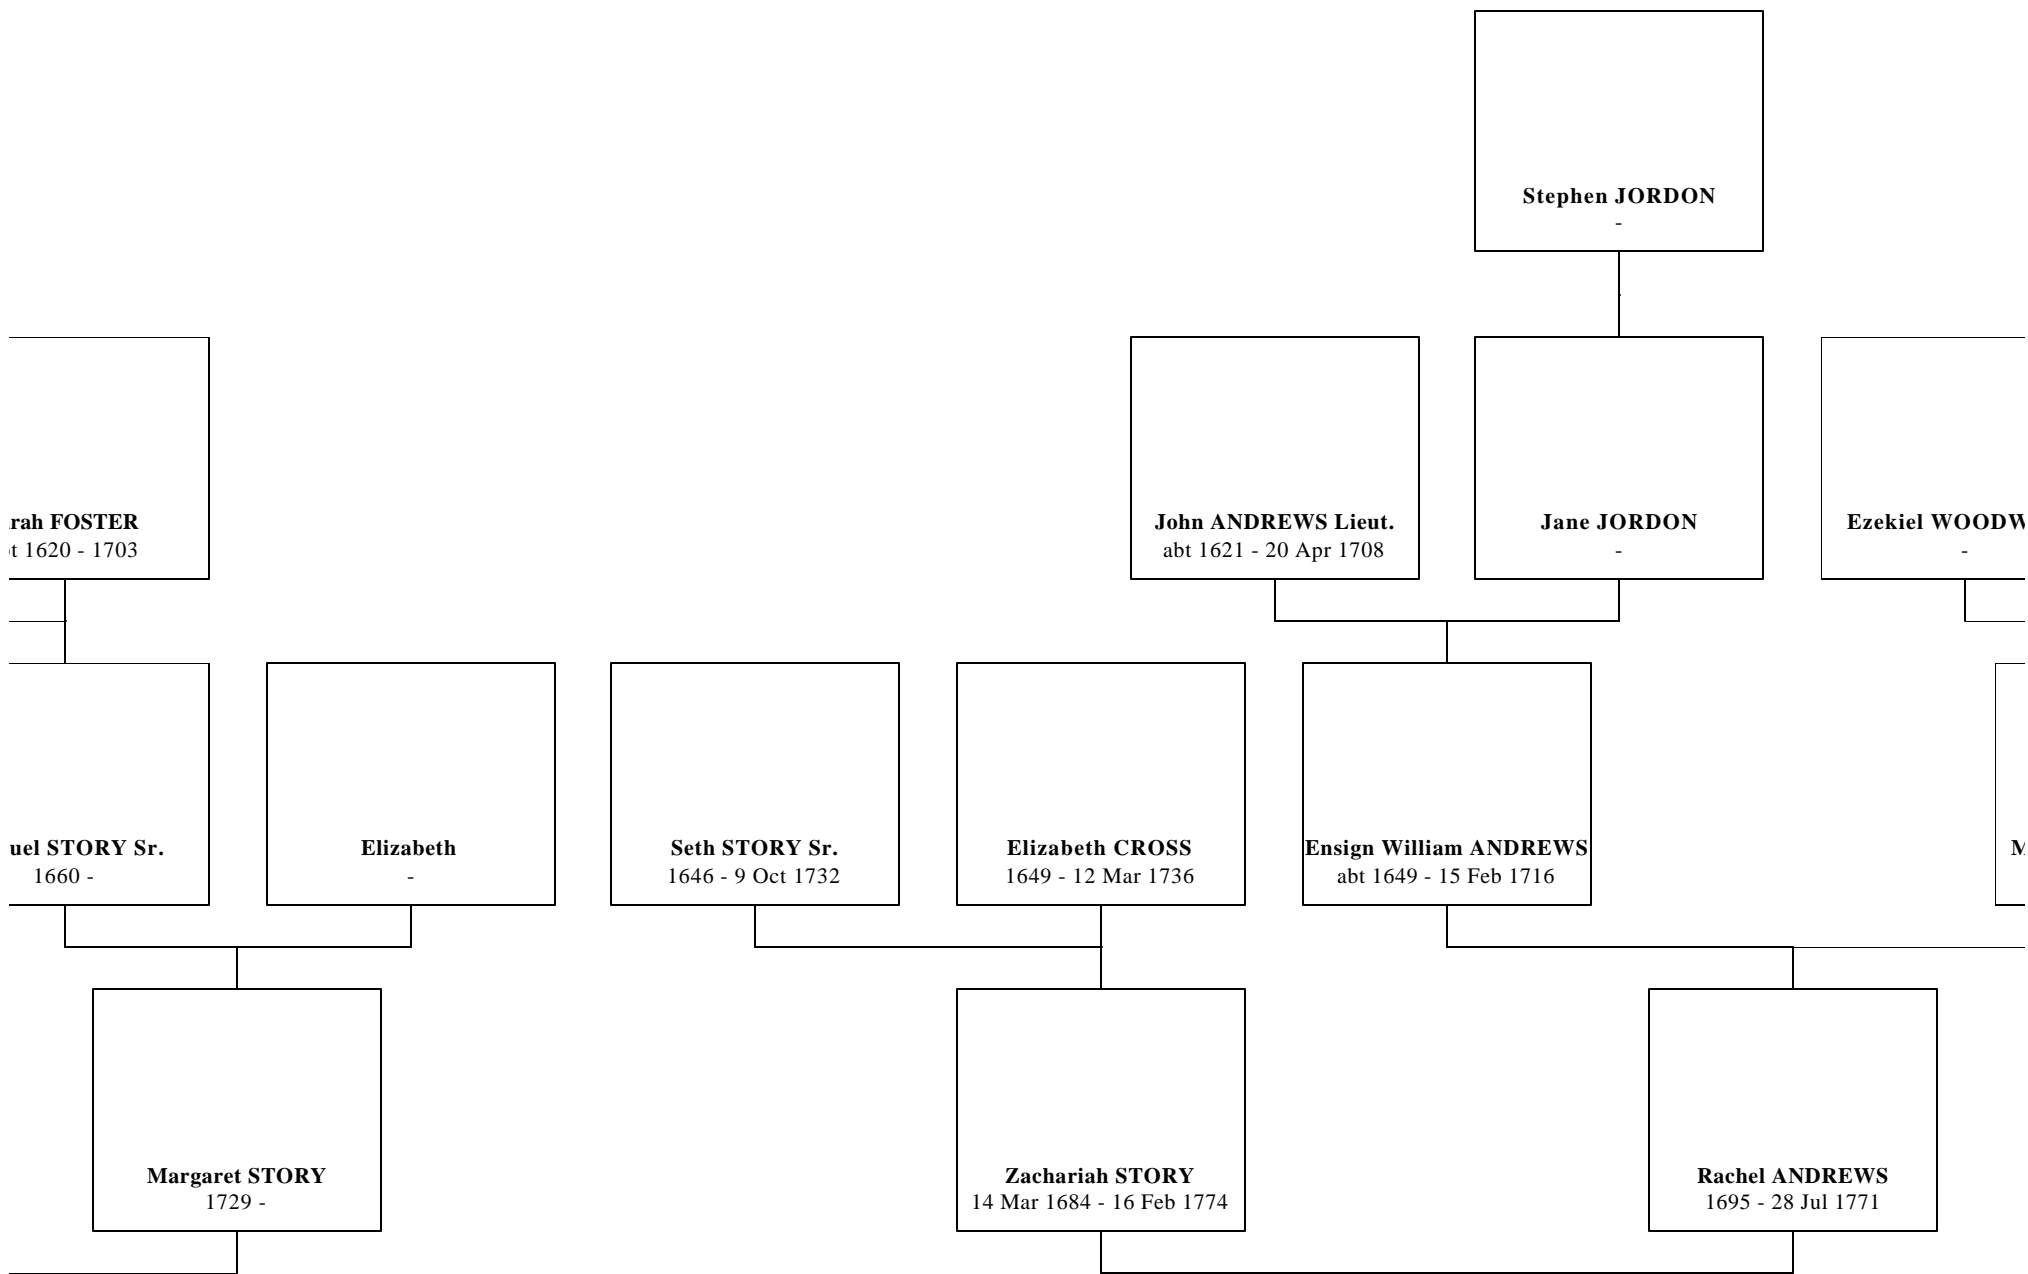 Stephen JORDON
-
rah FOSTER
t 1620 - 1703
John ANDREWS Lieut.
abt 1621 - 20 Apr 1708
Jane JORDON
-
Ezekiel WOODW
-
uel STORY Sr.
1660 -
Elizabeth
-
Seth STORY Sr.
1646 - 9 Oct 1732
Elizabeth CROSS
1649 - 12 Mar 1736
Ensign William ANDREWS
abt 1649 - 15 Feb 1716
M
Margaret STORY
1729 -
Zachariah STORY
14 Mar 1684 - 16 Feb 1774
Rachel ANDREWS
1695 - 28 Jul 1771